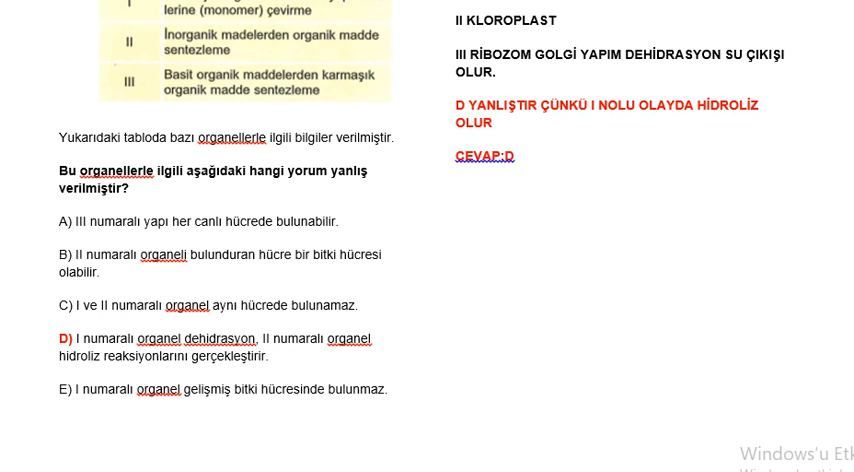 lerine (monomer) çevirme
II
İnorganik madelerden organik madde
sentezleme
III
Basit organik maddelerden karmaşık
organik madde sentezleme
Yukarıdaki tabloda bazı organellerle ilgili bilgiler verilmiştir.
Bu organellerle ilgili aşağıdaki hangi yorum yanlış
verilmiştir?
A) III numaralı yapı her canlı hücrede bulunabilir.
B) II numaralı organeli bulunduran hücre bir bitki hücresi
olabilir.
C) I ve II numaralı organel aynı hücrede bulunamaz.
D) I numaralı organel dehidrasyon, II numaralı organel
hidroliz reaksiyonlarını gerçekleştirir.
E) I numaralı organel gelişmiş bitki hücresinde bulunmaz.
II KLOROPLAST
III RİBOZOM GOLGİ YAPIM DEHİDRASYON SU ÇIKIŞI
OLUR.
D YANLIŞTIR ÇÜNKÜ I NOLU OLAYDA HİDROLİZ
OLUR
CEVAP:D
Windows'u Etk